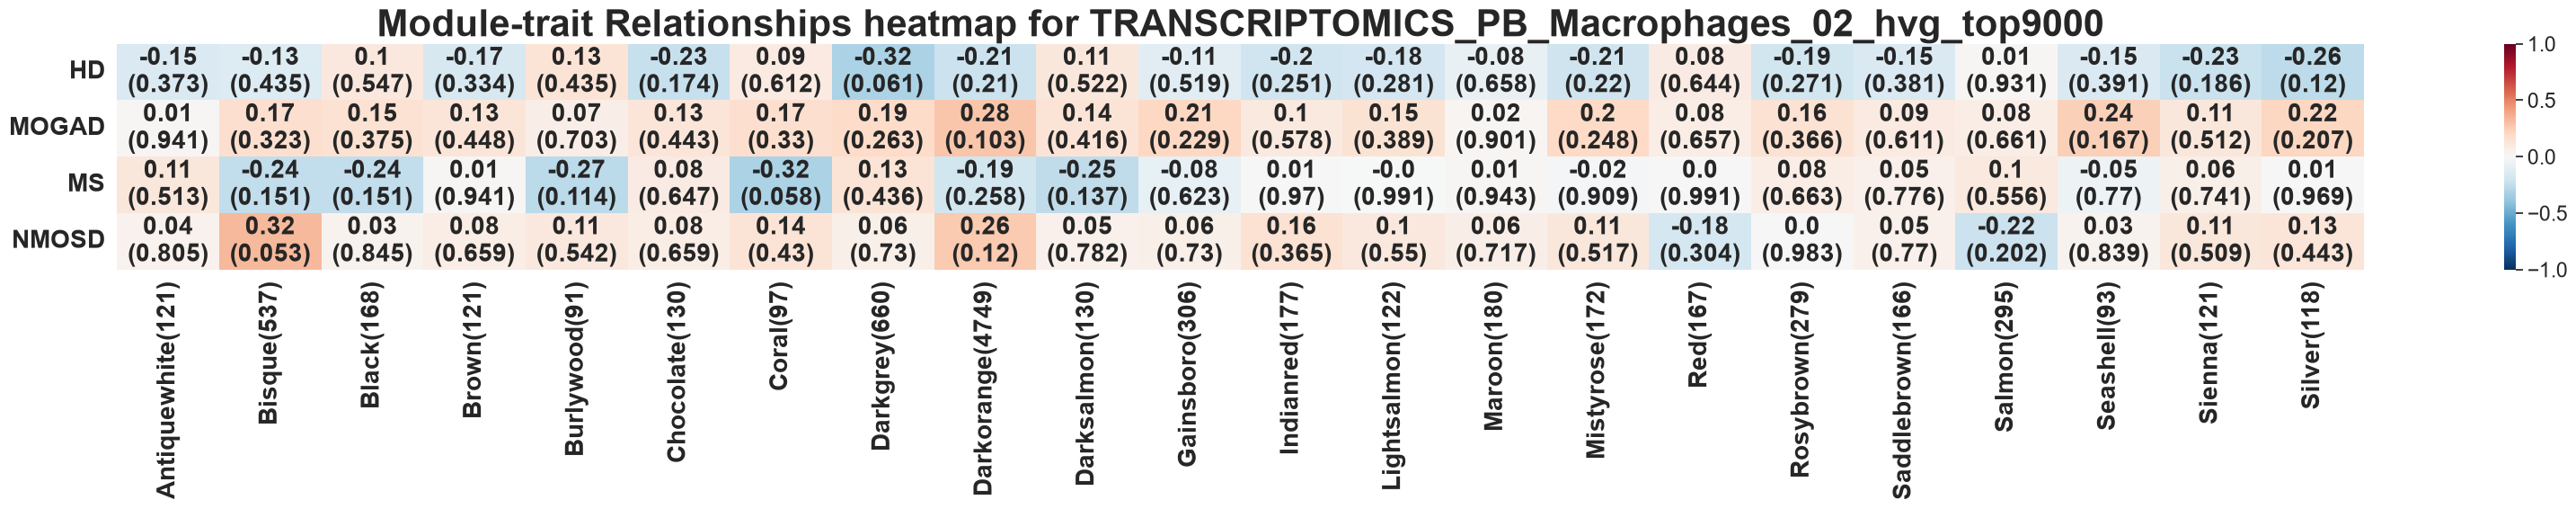 Module-trait Relationships heatmap for TRANSCRIPTOMICS_PB_Macrophages_02_hvg_top9000
HD -0.15 -0.13 0.1 -0.17 0.13 -0.23 0.09 -0.32 -0.21 0.11 -0.11 -0.2 -0.18 -0.08 -0.21 0.08 -0.19 -0.15 0.01 -0.15 -0.23 -0.26
(0.373) (0.435) (0.547) (0.334) (0.435) (0.174) (0.612) (0.061) (0.21) (0.522) (0.519) (0.251) (0.281) (0.658) (0.22) (0.644) (0.271) (0.381) (0.931) (0.391) (0.186) (0.12)
MOGAD 0.01 0.17 0.15 0.13 0.07 0.13 0.17 0.19 0.28 0.14 0.21 0.1 0.15 0.02 0.2 0.08 0.16 0.09 0.08 0.24 0.11 0.22
(0.941) (0.323) (0.375) (0.448) (0.703) (0.443) (0.33) (0.263) (0.103) (0.416) (0.229) (0.578) (0.389) (0.901) (0.248) (0.657) (0.366) (0.611) (0.661) (0.167) (0.512) (0.207)
MS 0.11 -0.24 -0.24 0.01 -0.27 0.08 -0.32 0.13 -0.19 -0.25 -0.08 0.01 -0.0 0.01 -0.02 0.0 0.08 0.05 0.1 -0.05 0.06 0.01
(0.513) (0.151) (0.151) (0.941) (0.114) (0.647) (0.058) (0.436) (0.258) (0.137) (0.623) (0.97) (0.991) (0.943) (0.909) (0.991) (0.663) (0.776) (0.556) (0.77) (0.741) (0.969)
NMOSD 0.04 0.32 0.03 0.08 0.11 0.08 0.14 0.06 0.26 0.05 0.06 0.16 0.1 0.06 0.11 -0.18 0.0 0.05 -0.22 0.03 0.11 0.13
(0.805) (0.053) (0.845) (0.659) (0.542) (0.659) (0.43) (0.73) (0.12) (0.782) (0.73) (0.365) (0.55) (0.717) (0.517) (0.304) (0.983) (0.77) (0.202) (0.839) (0.509) (0.443)
Antiquewhite(121)
Bisque(537)
Black(168)
Brown(121)
Burlywood(91)
Chocolate(130)
Coral(97)
Darkgrey(660)
Darkorange(4749)
Darksalmon(130)
Gainsboro(306)
Indianred(177)
Lightsalmon(122)
Maroon(180)
Mistyrose(172)
Red(167)
Rosybrown(279)
Saddlebrown(166)
Salmon(295)
Seashell(93)
Sienna(121)
Silver(118)
1.0
0.5
0.0
−0.5
−1.0